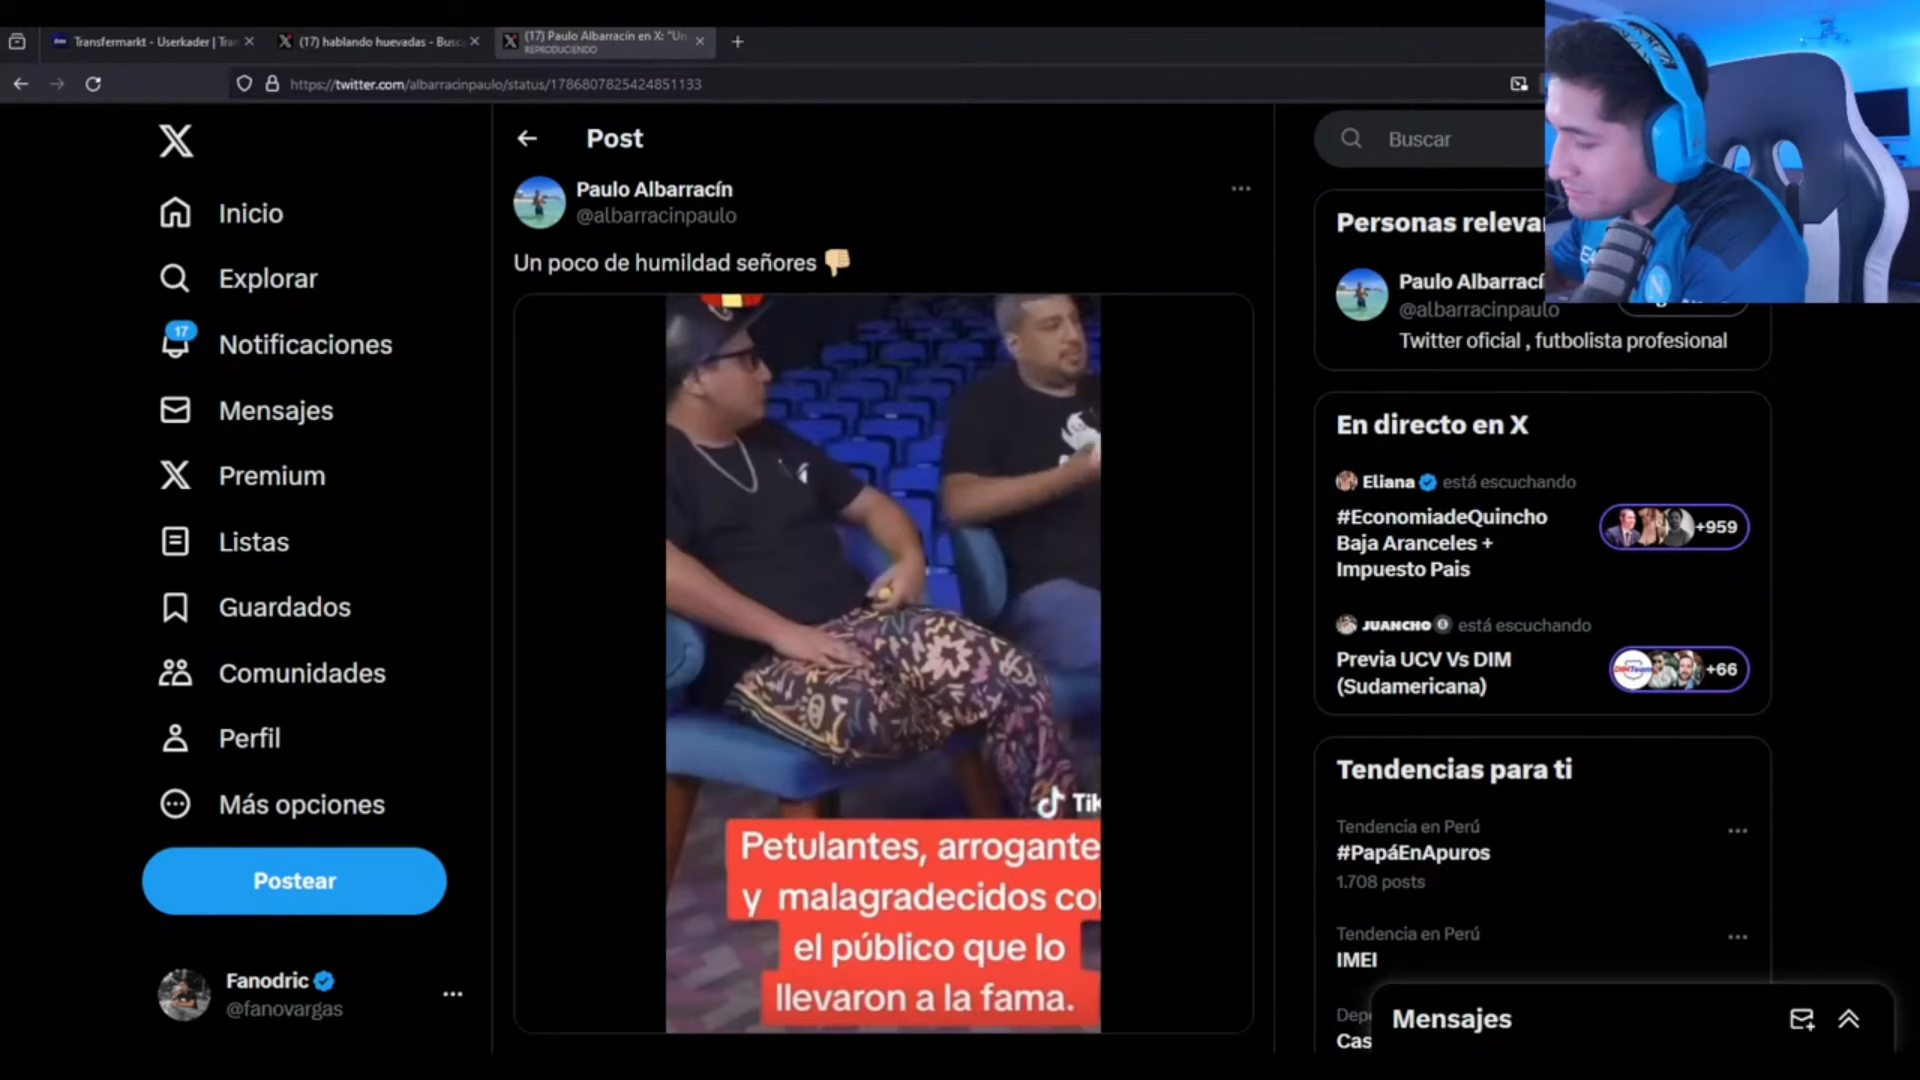 Transfermarkt - Userkader | Tran
(17) hablando huevadas - Busc
(17) Paulo Albarracín en X: "Un
REPRODUCIENDO
https://twitter.com/albarracinpaulo/status/1786807825424851133
Inicio
Explorar
17
Notificaciones
Mensajes
Premium
Listas
Guardados
Comunidades
Perfil
Más opciones
Postear
Fanodric
@fanovargas
Post
Paulo Albarracín
@albarracinpaulo
Un poco de humildad señores
Tik
Petulantes, arrogante
y malagradecidos co
el público que lo
llevaron a la fama.
Buscar
Personas releva
Paulo Albarrací
@albarracinpaulo
Twitter oficial , futbolista profesional
En directo en X
Eliana está escuchando
#EconomiadeQuincho
Baja Aranceles +
Impuesto Pais
+959
JUANCHO está escuchando
Previa UCV Vs DIM
(Sudamericana)
+66
Tendencias para ti
Tendencia en Perú
#PapáEnApuros
1.708 posts
Tendencia en Perú
IMEI
Depo
Cas
Mensajes